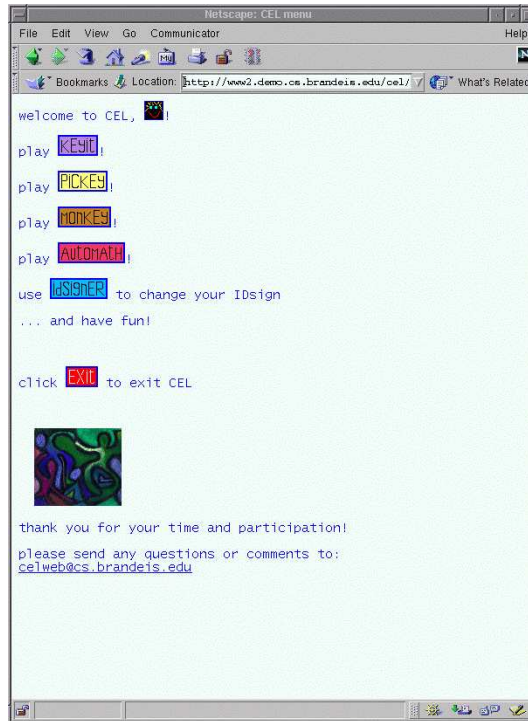 Netscape: CEL menu
File Edit View Go Communicator Help
My N
Bookmarks Location: http://www2.demo.cs.brandeis.edu/cel/ What's Related
welcome to CEL, !
play KEyit!
play PICKEY!
play MONKEY!
play AutOMAtH!
use IdSI9nER to change your IDsign
... and have fun!
click EXit to exit CEL
thank you for your time and participation!
please send any questions or comments to:
celweb@cs.brandeis.edu